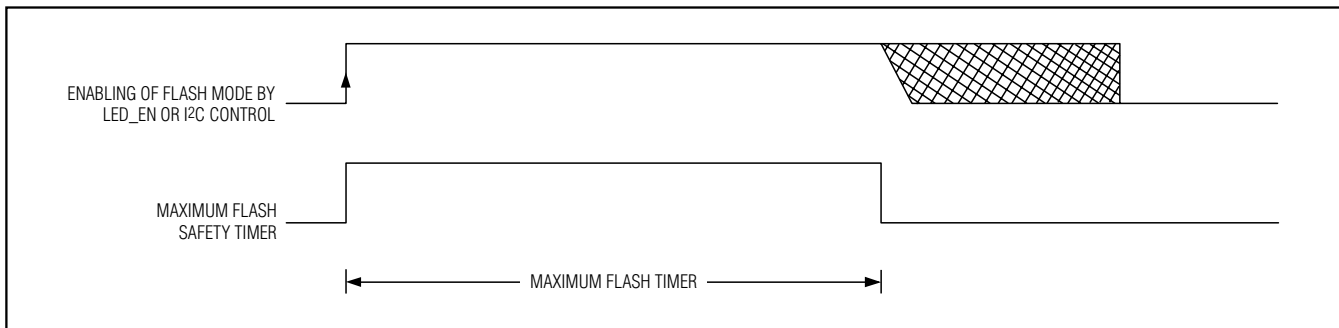 ENABLING OF FLASH MODE BY
LED_EN OR I²C CONTROL
MAXIMUM FLASH
SAFETY TIMER
MAXIMUM FLASH TIMER